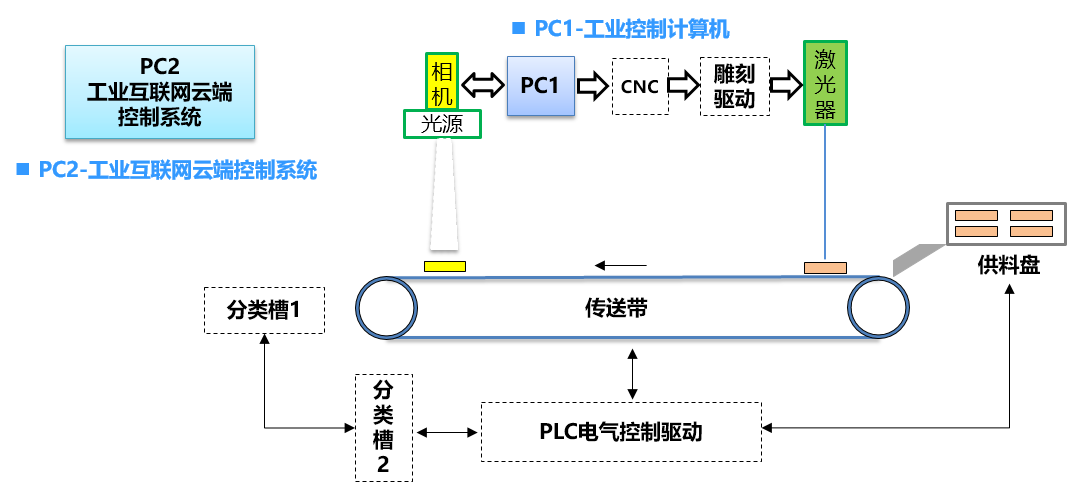 PC1-工业控制计算机
PC2
工业互联网云端
控制系统
PC2-工业互联网云端控制系统
相
机
光源
PC1
CNC
雕刻
驱动
激
光
器
供料盘
传送带
分类槽1
分
类
槽
2
PLC电气控制驱动